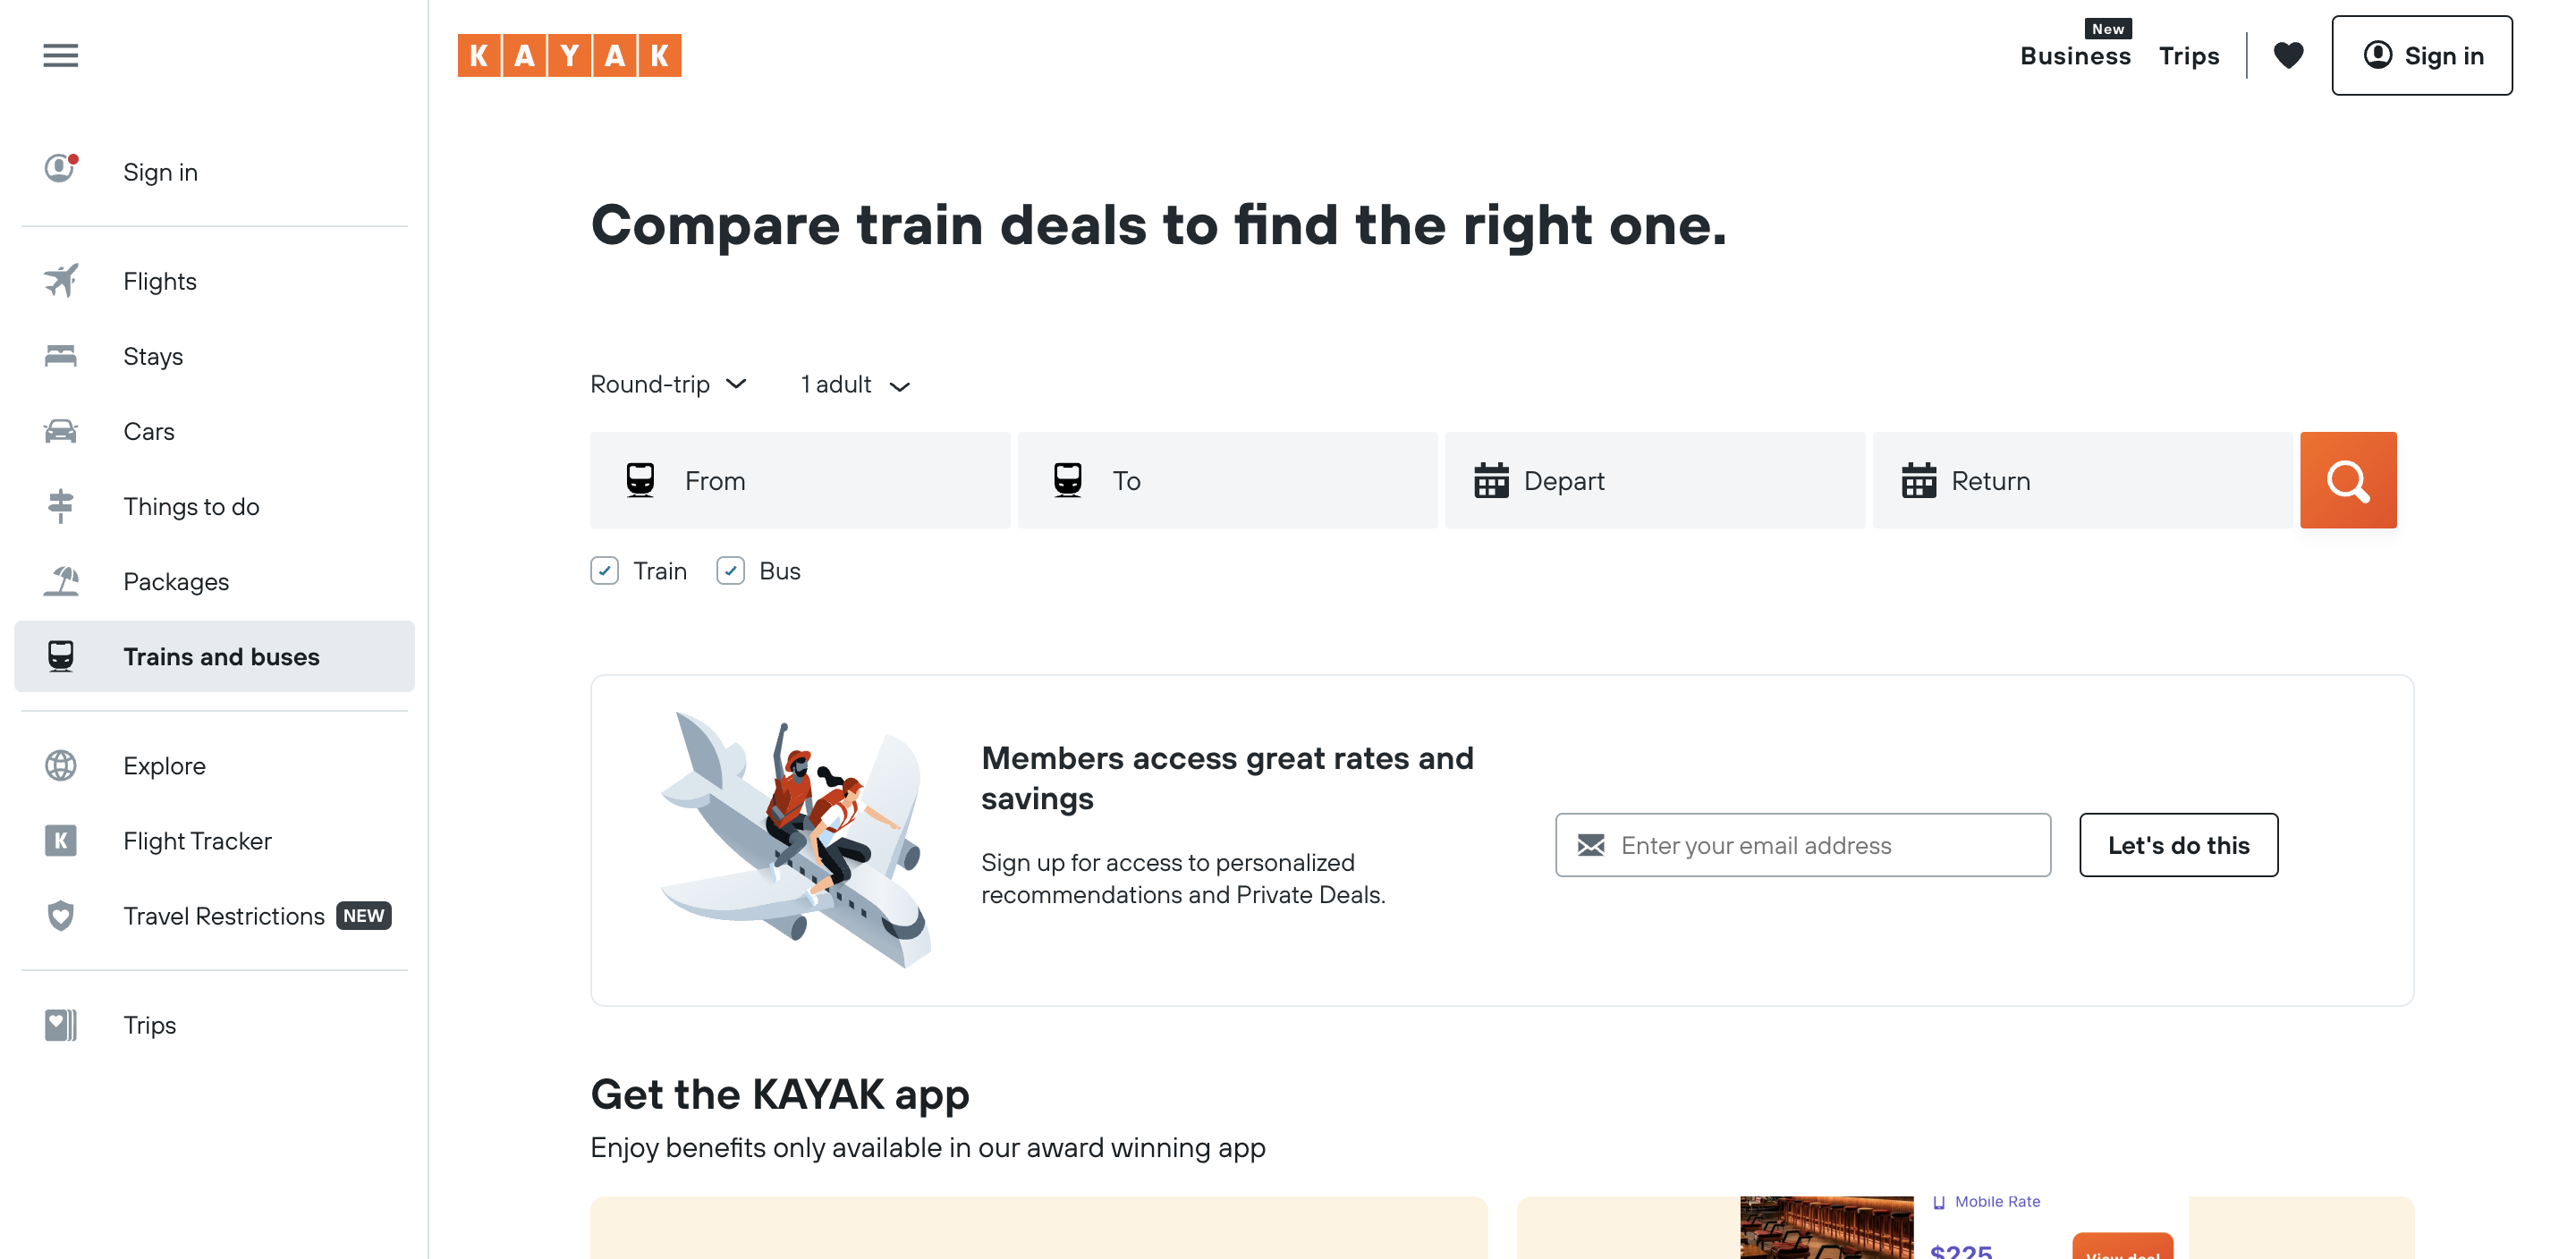 KAYAK
New
Business
Trips
Sign in
Sign in
Flights
Stays
Cars
Things to do
Packages
Trains and buses
Explore
K
Flight Tracker
Travel Restrictions NEW
Trips
Compare train deals to find the right one.
Round-trip
1 adult
From
To
Depart
Return
Train
Bus
Members access great rates and
savings
Sign up for access to personalized
recommendations and Private Deals.
Enter your email address
Let's do this
Get the KAYAK app
Enjoy benefits only available in our award winning app
Mobile Rate
$225
View deal